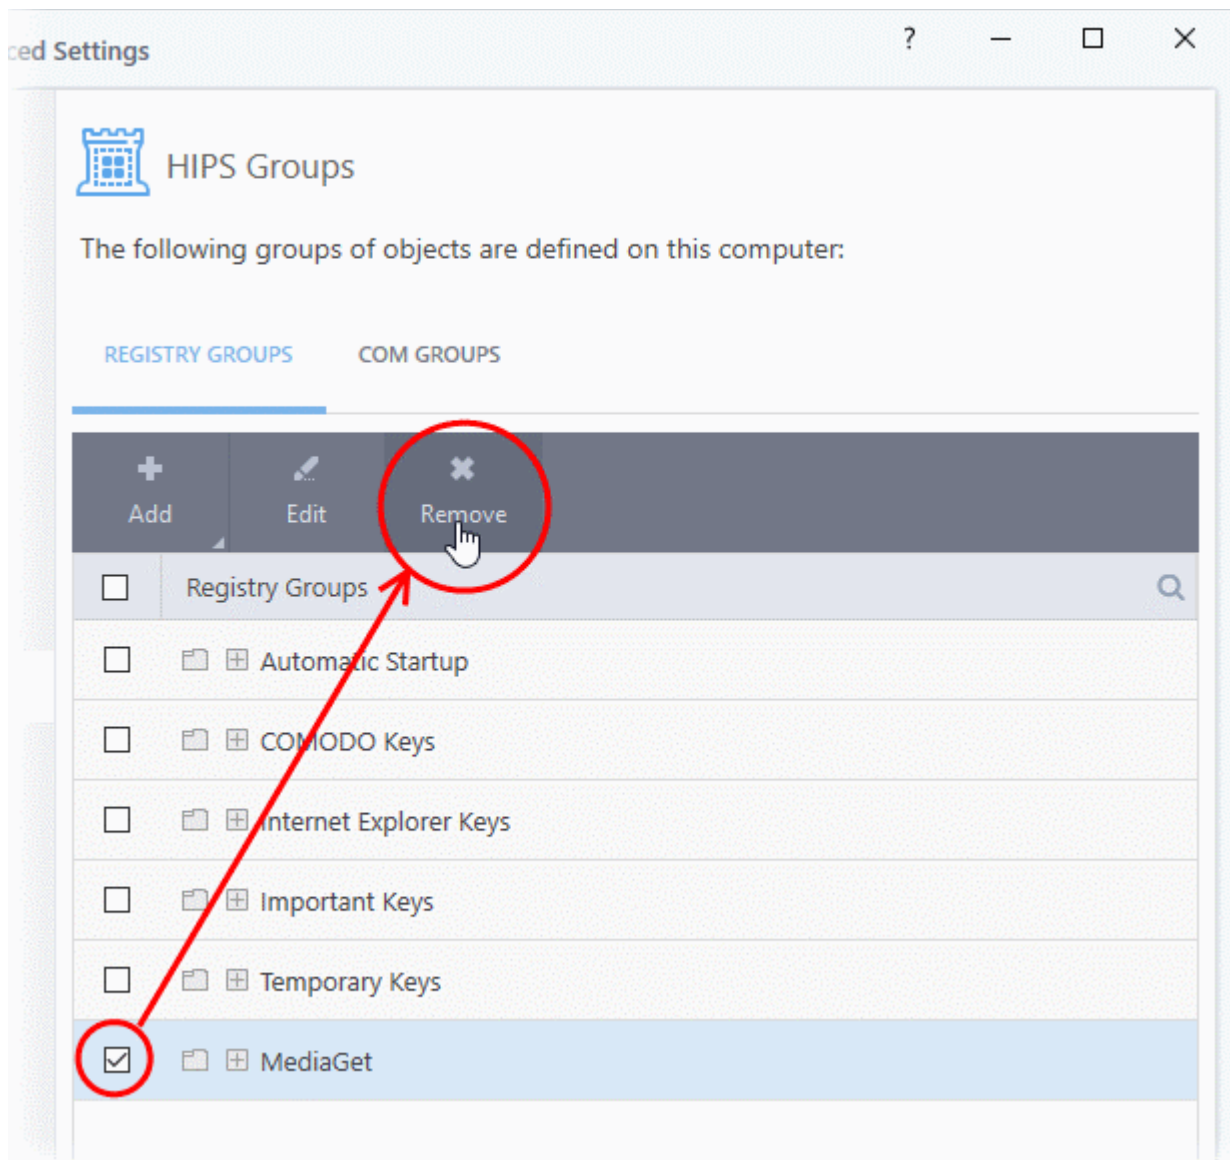 ced Settings ?
HIPS Groups
The following groups of objects are defined on this computer:
REGISTRY GROUPS COM GROUPS
Add Edit Remove
Registry Groups
Automatic Startup
COMODO Keys
Internet Explorer Keys
Important Keys
Temporary Keys
MediaGet